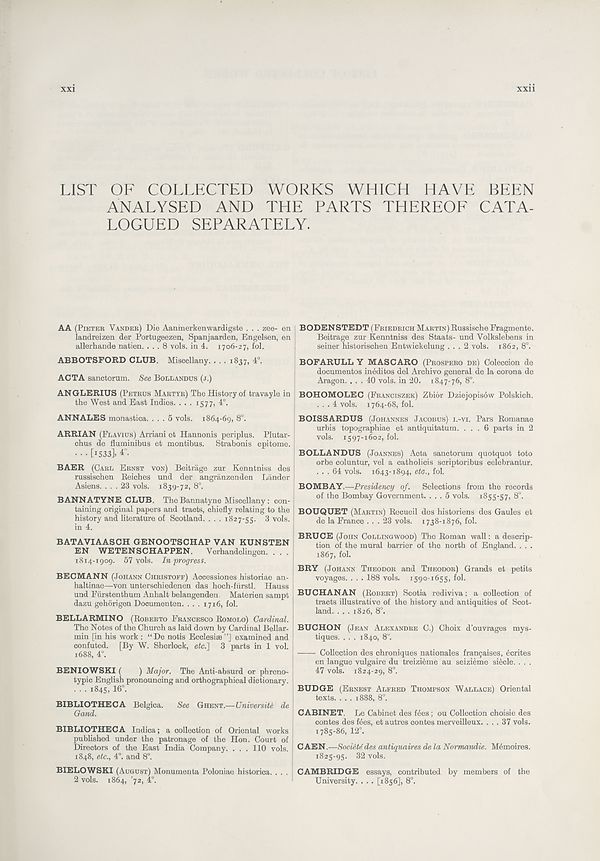 xxi
xxii
LIST OF COLLECTED WORKS WHICH HAVE BEEN
ANALYSED AND THE PARTS THEREOF CATA-
LOGUED SEPARATELY.
AA (Pieter Vander) Die Aanmerkenwardigste . . . zee- en
landreizen der Portugeezen, Spanjaarden, Engelsen, en
allerhande natien. . . . 8 vols. in 4. 1706-27, fol.
ABBOTSFORD CLUB. Miscellany. . . . 1837, 4°.
ACTA sanctorum. See Bollandus (J.)
ANGLERIUS (Petrus Martyr) The History of travayle in
the West and East Indies. . . . 1577, 4°.
ANNALES monastica. . . . 5 vols. 1864-69, 8°.
ARRIAN (Flavius) Arriani et Hannonis periplus. Plutar-
chus de fluminibus et montibus. Strabonis epitome.
. . . [1533], 4°.
BAER (Carl Ernst von) Beiträge zur Kenntniss des
russischen Reiches und der angränzenden Länder
Asiens. . . . 23 vols. 1839-72, 8°.
BANNATYNE CLUB. The Bannatyne Miscellany: con-
taining original papers and tracts, chiefly relating to the
history and literature of Scotland. . . . 1827-55. 3 vols.
in 4.
BATAVIAASCH GENOOTSCHAP VAN KUNSTEN
EN WETENSCHAPPEN. Verhandelingen. . . .
1814-1909. 57 vols. In progress.
BECMANN (Johann Christoff) Accessiones historiae an-
haltinae—von unterschiedenen das hoch-fürstl. Hauss
und Fürstenthum Anhalt belangenden. Materien sampt
dazu gehörigen Documenten. . . . 1716, fol.
BELLARMINO (Roberto Francesco Romolo) Cardinal.
The Notes of the Church as laid down by Cardinal Bellar-
min [in his work: "De notis Ecclesiæ"] examined and
confuted. [By W. Sherlock, etc.] 3 parts in 1 vol.
1688, 4°.
BENIOWSKI ( ) Major. The Anti-absurd or phreno-
typic English pronouncing and orthographical dictionary.
. . . 1845, 16°.
BIBLIOTHECA Belgica. See Ghent.—Université de
Gand.
BIBLIOTHECA Indica; a collection of Oriental works
published under the patronage of the Hon. Court of
Directors of the East India Company. . . . 110 vols.
1848, etc., 4°. and 8°.
BIELOWSKI (August) Monumenta Poloniae historica. . . .
2 vols. 1864, '72, 4°.
BODENSTEDT (Friedrich Martin) Russische Fragmente.
Beitrage zur Kenntniss des Staats- und Volkslebens in
seiner historischen Entwickelung . . . 2 vols. 1862, 8°.
BOFARULL Y MASCARO (Prospero de) Coleccion de
documentos inéditos del Archivo general de la corona de
Aragon. . . . 40 vols. in 20. 1847-76, 8°.
BOHOMOLEC (Franciszek) Zbiór Dziejopisów Polskich.
. . . 4 vols. 1764-68, fol.
BOISSARDUS (Johannes Jacobus) I.-VI. Pars Romanae
urbis topographiae et antiquitatum. . . . 6 parts in 2
vols. 1597-1602, fol.
BOLLANDUS (Joannes) Acta sanctorum quotquot toto
orbe coluntur, vel a catholicis scriptoribus celebrantur.
. . . 64 vols. 1643-1894, etc., fol.
BOMBAY.—Presidency of. Selections from the records
of the Bombay Government. . . . 5 vols. 1855-57, 8°.
BOUQUET (Martin) Recueil des historiens des Gaules et
de la France . . . 23 vols. 1738-1876, fol.
BRUCE (John Collingwood) The Roman wall: a descrip-
tion of the mural barrier of the north of England. . . .
1867, fol.
BRY (Johann Theodor and Theodor) Grands et petits
voyages. . . . 188 vols. 1590-1655, fol.
BUCHANAN (Robert) Scotia rediviva: a collection of
tracts illustrative of the history and antiquities of Scot-
land. . . . 1826, 8°.
BUCHON (Jean Alexandre C.) Choix d'ouvrages mys-
tiques. . . . 1840, 8°.
—— Collection des chroniques nationales françaises, écrites
en langue vulgaire du treizième au seizième siècle. . . .
47 vols. 1824-29, 8°.
BUDGE (Ernest Alfred Thompson Wallace) Oriental
texts. . . . 1888, 8°.
CABINET. Le Cabinet des fées; ou Collection choisie des
contes des fées, et autres contes merveilleux. . . . 37 vols.
1785-86, 12°.
CAEN.—Société des antiquaires de la Normandie. Mémoires.
1825-95. 32 vols.
CAMBRIDGE essays, contributed by members of the
University. . . . [1856], 8°.